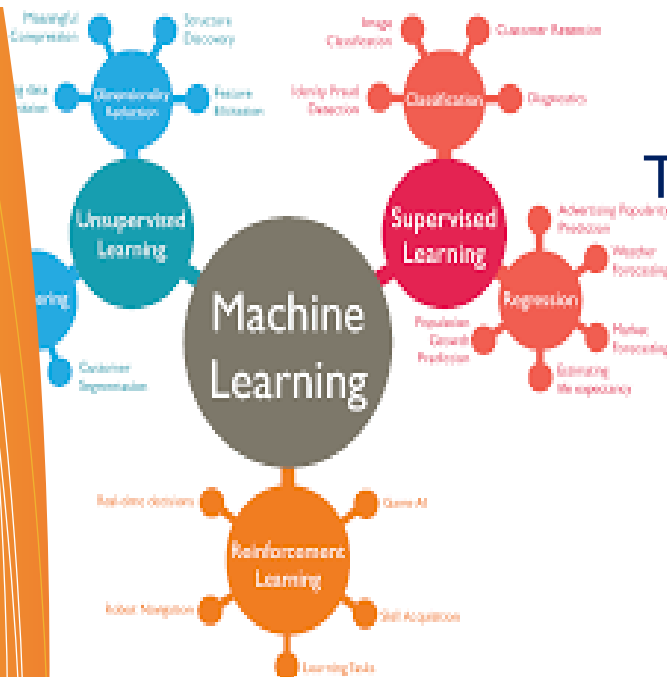 Meaningful
Compression
Structure
Discovery
Dimensionality
Reduction
Feature
Elicitation
Unsupervised
Learning
ering
Customer
Segmentation
Image
Classification
Customer Retention
Identity Fraud
Detection
Classification
Diagnostics
T
Supervised
Learning
Advertising Popularity
Prediction
Weather
Forecasting
Regression
Population
Growth
Prediction
Market
Forecasting
Estimating
life expectancy
Machine
Learning
Real-time decisions
Game AI
Reinforcement
Learning
Robot Navigation
Skill Acquisition
Learning Tasks